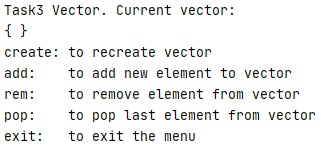 Task3 Vector. Current vector:
{ }
create: to recreate vector
add:    to add new element to vector
rem:    to remove element from vector
pop:    to pop last element from vector
exit:   to exit the menu